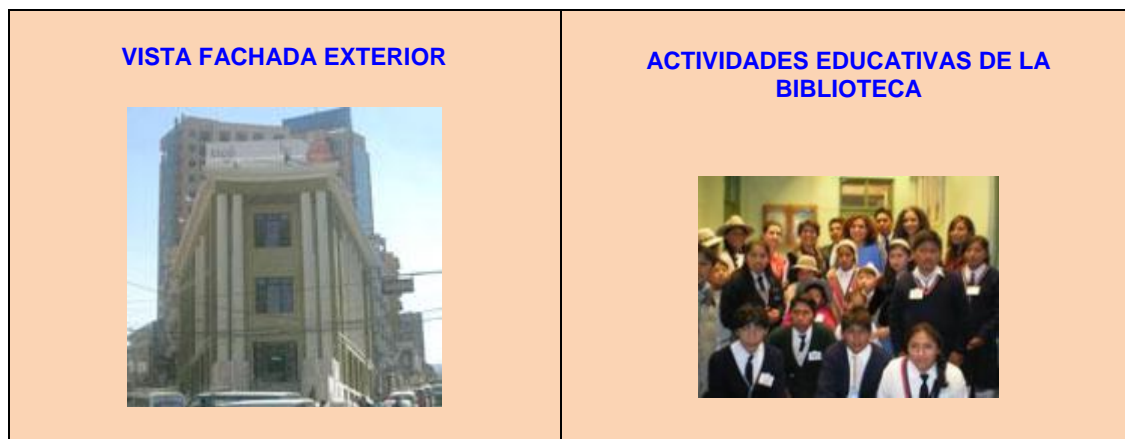 VISTA FACHADA EXTERIOR
ACTIVIDADES EDUCATIVAS DE LA
BIBLIOTECA